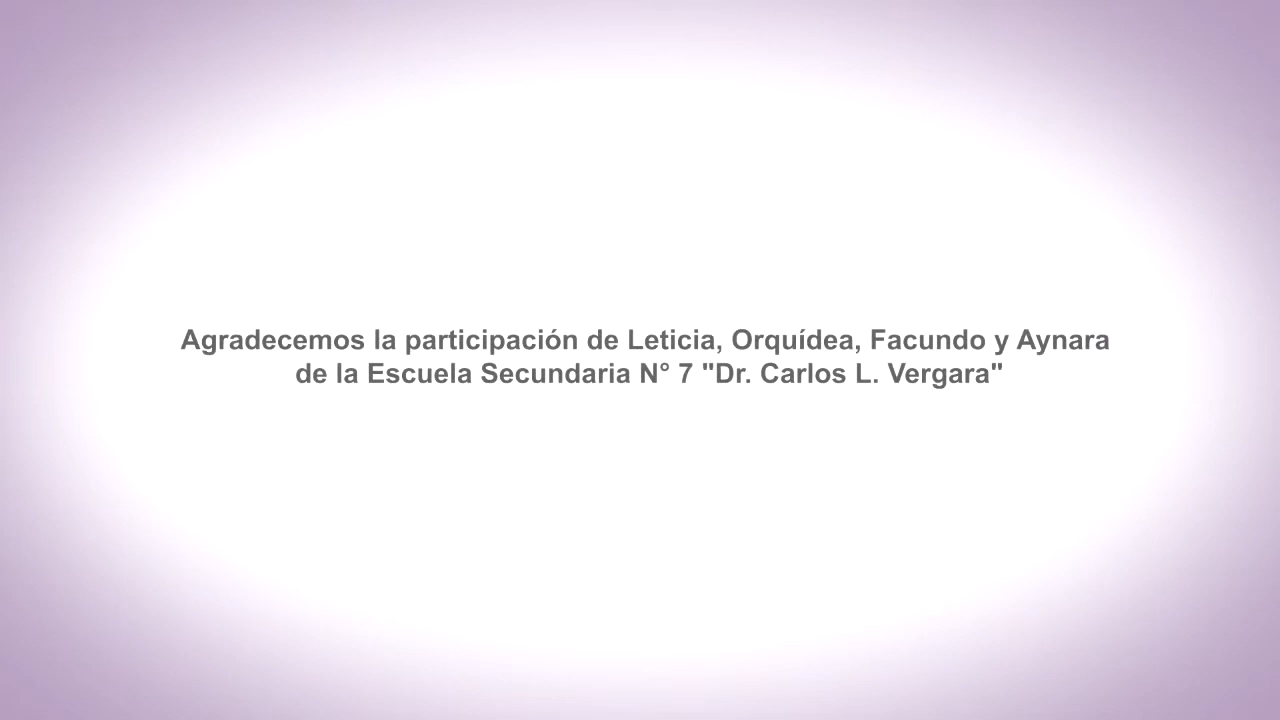 Agradecemos la participación de Leticia, Orquídea, Facundo y Aynara
de la Escuela Secundaria N° 7 "Dr. Carlos L. Vergara"